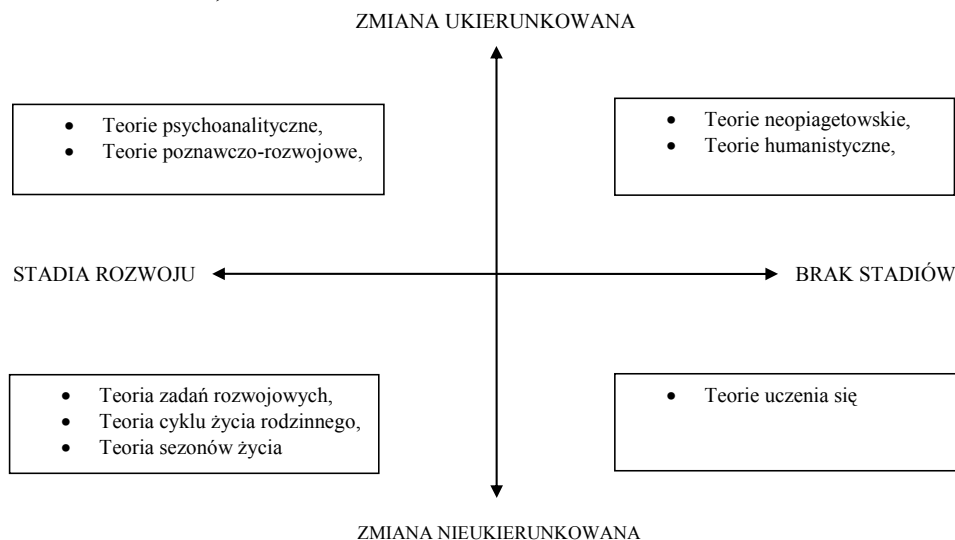 ZMIANA UKIERUNKOWANA
• Teorie psychoanalityczne,
• Teorie poznawczo-rozwojowe,
• Teorie neopiagetowskie,
• Teorie humanistyczne,
STADIA ROZWOJU
BRAK STADIÓW
• Teoria zadań rozwojowych,
• Teoria cyklu życia rodzinnego,
• Teoria sezonów życia
• Teorie uczenia się
ZMIANA NIEUKIERUNKOWANA